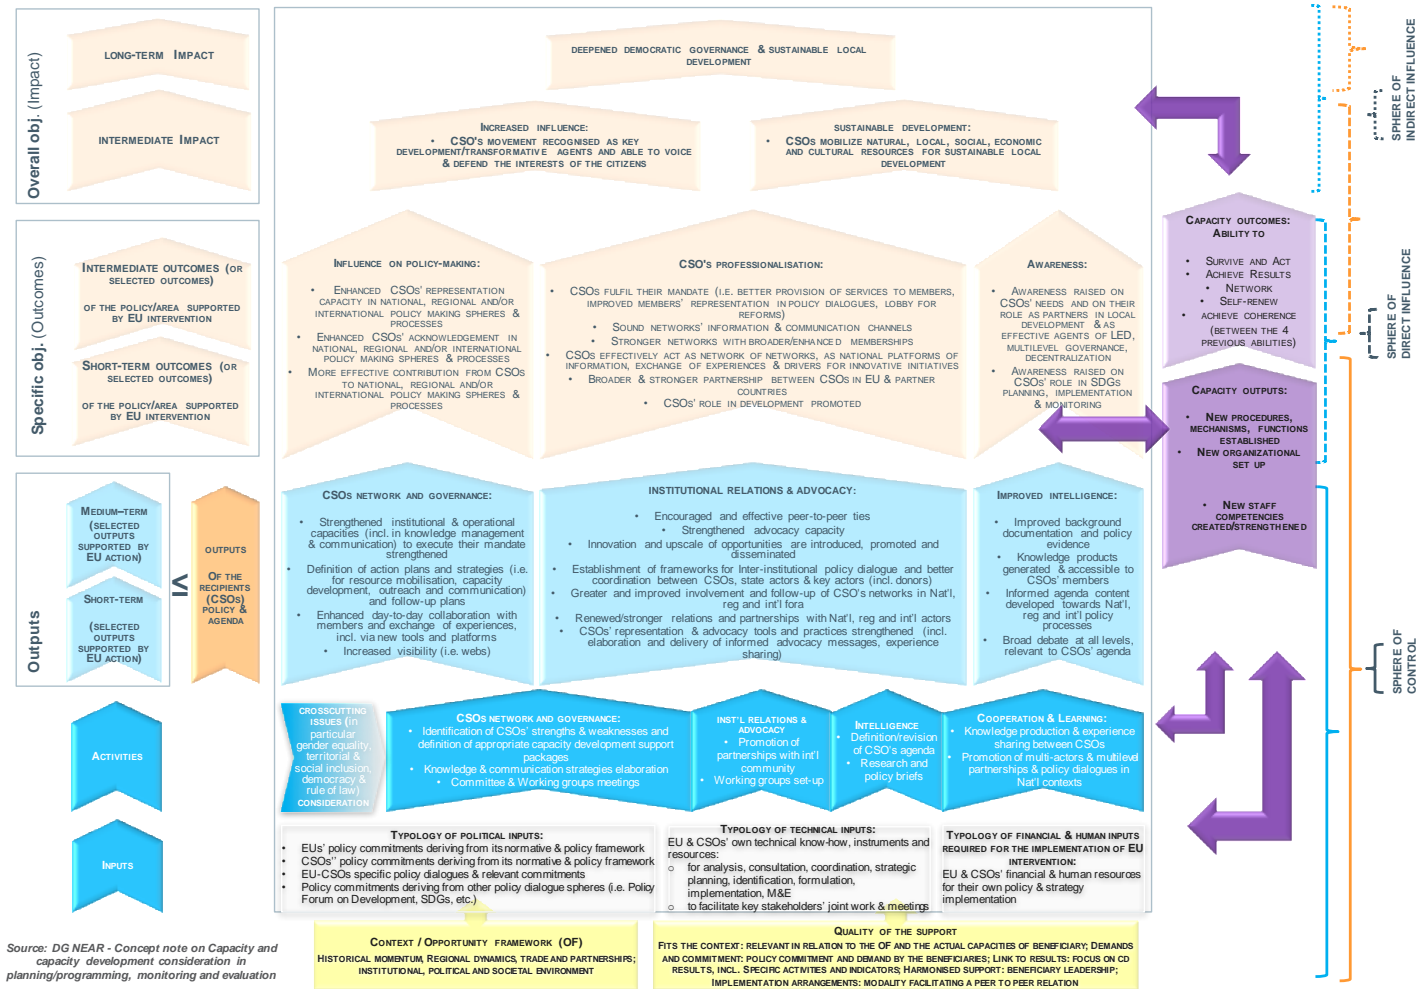 Overall obj. (Impact)
LONG-TERM IMPACT
INTERMEDIATE IMPACT
DEEPENED DEMOCRATIC GOVERNANCE & SUSTAINABLE LOCAL
DEVELOPMENT
INCREASED INFLUENCE:
• CSO'S MOVEMENT RECOGNISED AS KEY
DEVELOPMENT/TRANSFORMATIVE AGENTS AND ABLE TO VOICE
& DEFEND THE INTERESTS OF THE CITIZENS
SUSTAINABLE DEVELOPMENT:
• CSOS MOBILIZE NATURAL, LOCAL, SOCIAL, ECONOMIC
AND CULTURAL RESOURCES FOR SUSTAINABLE LOCAL
DEVELOPMENT
Specific obj. (Outcomes)
INTERMEDIATE OUTCOMES (OR
SELECTED OUTCOMES)
OF THE POLICY/AREA SUPPORTED
BY EU INTERVENTION
SHORT-TERM OUTCOMES (OR
SELECTED OUTCOMES)
OF THE POLICY/AREA SUPPORTED
BY EU INTERVENTION
INFLUENCE ON POLICY-MAKING:
• ENHANCED CSOS' REPRESENTATION
CAPACITY IN NATIONAL, REGIONAL AND/OR
INTERNATIONAL POLICY MAKING SPHERES &
PROCESSES
• ENHANCED CSOS' ACKNOWLEDGEMENT IN
NATIONAL, REGIONAL AND/OR INTERNATIONAL
POLICY MAKING SPHERES & PROCESSES
• MORE EFFECTIVE CONTRIBUTION FROM CSOS
TO NATIONAL, REGIONAL AND/OR
INTERNATIONAL POLICY MAKING SPHERES &
PROCESSES
CSO'S PROFESSIONALISATION:
• CSOS FULFIL THEIR MANDATE (I.E. BETTER PROVISION OF SERVICES TO MEMBERS,
IMPROVED MEMBERS' REPRESENTATION IN POLICY DIALOGUES, LOBBY FOR
REFORMS)
• SOUND NETWORKS' INFORMATION & COMMUNICATION CHANNELS
• STRONGER NETWORKS WITH BROADER/ENHANCED MEMBERSHIPS
• CSOS EFFECTIVELY ACT AS NETWORK OF NETWORKS, AS NATIONAL PLATFORMS OF
INFORMATION, EXCHANGE OF EXPERIENCES & DRIVERS FOR INNOVATIVE INITIATIVES
• BROADER & STRONGER PARTNERSHIP BETWEEN CSOS IN EU & PARTNER
COUNTRIES
• CSOS' ROLE IN DEVELOPMENT PROMOTED
AWARENESS:
• AWARENESS RAISED ON
CSOS' NEEDS AND ON THEIR
ROLE AS PARTNERS IN LOCAL
DEVELOPMENT & AS
EFFECTIVE AGENTS OF LED,
MULTILEVEL GOVERNANCE,
DECENTRALIZATION
• AWARENESS RAISED ON
CSOS' ROLE IN SDGS
PLANNING, IMPLEMENTATION
& MONITORING
CAPACITY OUTCOMES:
ABILITY TO
• SURVIVE AND ACT
• ACHIEVE RESULTS
• NETWORK
• SELF-RENEW
• ACHIEVE COHERENCE
(BETWEEN THE 4
PREVIOUS ABILITIES)
CAPACITY OUTPUTS:
• NEW PROCEDURES,
MECHANISMS, FUNCTIONS
ESTABLISHED
• NEW ORGANIZATIONAL
SET UP
• NEW STAFF
COMPETENCIES
CREATED/STRENGTHENED
SPHERE OF
INDIRECT INFLUENCE
SPHERE OF
DIRECT INFLUENCE
SPHERE OF
CONTROL
Outputs
MEDIUM–TERM
(SELECTED
OUTPUTS
SUPPORTED BY
EU ACTION)
SHORT-TERM
(SELECTED
OUTPUTS
SUPPORTED BY
EU ACTION)
≤
OUTPUTS
OF THE
RECIPIENTS
(CSOS)
POLICY &
AGENDA
CSOS NETWORK AND GOVERNANCE:
• Strengthened institutional & operational
capacities (incl. in knowledge management
& communication) to execute their mandate
strengthened
• Definition of action plans and strategies (i.e.
for resource mobilisation, capacity
development, outreach and communication)
and follow-up plans
• Enhanced day-to-day collaboration with
members and exchange of experiences,
incl. via new tools and platforms
• Increased visibility (i.e. webs)
INSTITUTIONAL RELATIONS & ADVOCACY:
• Encouraged and effective peer-to-peer ties
• Strengthened advocacy capacity
• Innovation and upscale of opportunities are introduced, promoted and
disseminated
• Establishment of frameworks for Inter-institutional policy dialogue and better
coordination between CSOs, state actors & key actors (incl. donors)
• Greater and improved involvement and follow-up of CSO's networks in Nat'l,
reg and int'l fora
• Renewed/stronger relations and partnerships with Nat'l, reg and int'l actors
• CSOs' representation & advocacy tools and practices strengthened (incl.
elaboration and delivery of informed advocacy messages, experience
sharing)
IMPROVED INTELLIGENCE:
• Improved background
documentation and policy
evidence
• Knowledge products
generated & accessible to
CSOs' members
• Informed agenda content
developed towards Nat'l,
reg and int'l policy
processes
• Broad debate at all levels,
relevant to CSOs' agenda
ACTIVITIES
CROSSCUTTING
ISSUES (in
particular
gender equality,
territorial &
social inclusion,
democracy &
rule of law)
CONSIDERATION
CSOS NETWORK AND GOVERNANCE:
• Identification of CSOs' strengths & weaknesses and
definition of appropriate capacity development support
packages
• Knowledge & communication strategies elaboration
• Committee & Working groups meetings
INST'L RELATIONS &
ADVOCACY
• Promotion of
partnerships with int'l
community
• Working groups set-up
INTELLIGENCE
• Definition/revision
of CSO's agenda
• Research and
policy briefs
COOPERATION & LEARNING:
• Knowledge production & experience
sharing between CSOs
• Promotion of multi-actors & multilevel
partnerships & policy dialogues in
Nat'l contexts
INPUTS
TYPOLOGY OF POLITICAL INPUTS:
• EUs' policy commitments deriving from its normative & policy framework
• CSOs'' policy commitments deriving from its normative & policy framework
• EU-CSOs specific policy dialogues & relevant commitments
• Policy commitments deriving from other policy dialogue spheres (i.e. Policy
Forum on Development, SDGs, etc.)
TYPOLOGY OF TECHNICAL INPUTS:
EU & CSOs' own technical know-how, instruments and
resources:
o for analysis, consultation, coordination, strategic
planning, identification, formulation,
implementation, M&E
o to facilitate key stakeholders' joint work & meetings
TYPOLOGY OF FINANCIAL & HUMAN INPUTS
REQUIRED FOR THE IMPLEMENTATION OF EU
INTERVENTION:
EU & CSOs' financial & human resources
for their own policy & strategy
implementation
Source: DG NEAR - Concept note on Capacity and
capacity development consideration in
planning/programming, monitoring and evaluation
CONTEXT / OPPORTUNITY FRAMEWORK (OF)
HISTORICAL MOMENTUM, REGIONAL DYNAMICS, TRADE AND PARTNERSHIPS;
INSTITUTIONAL, POLITICAL AND SOCIETAL ENVIRONMENT
QUALITY OF THE SUPPORT
FITS THE CONTEXT: RELEVANT IN RELATION TO THE OF AND THE ACTUAL CAPACITIES OF BENEFICIARY; DEMANDS
AND COMMITMENT: POLICY COMMITMENT AND DEMAND BY THE BENEFICIARIES; LINK TO RESULTS: FOCUS ON CD
RESULTS, INCL. SPECIFIC ACTIVITIES AND INDICATORS; HARMONISED SUPPORT: BENEFICIARY LEADERSHIP;
IMPLEMENTATION ARRANGEMENTS: MODALITY FACILITATING A PEER TO PEER RELATION